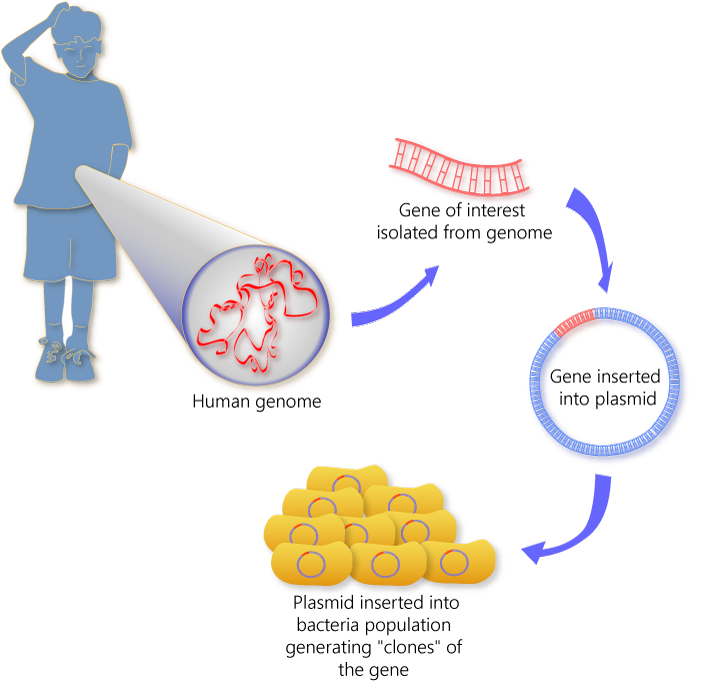 Gene of interest
isolated from genome
Human genome
Gene inserted
into plasmid
Plasmid inserted into
bacteria population
generating "clones" of
the gene